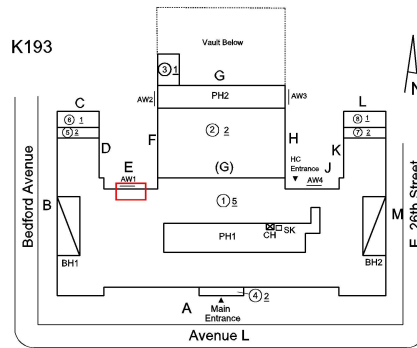 K193
Vault Below
③ 1
G
N
AW2
PH2
AW3
C
L
⑥ 1
⑧ 1
⑤ 2
② 2
⑦ 2
D
F
H
K
E
(G)
HC
Entrance
J
AW1
AW4
① 5
Bedford Avenue
B
M
E. 26th Street
CH
SK
PH1
BH1
BH2
④ 2
A
Main
Entrance
Avenue L